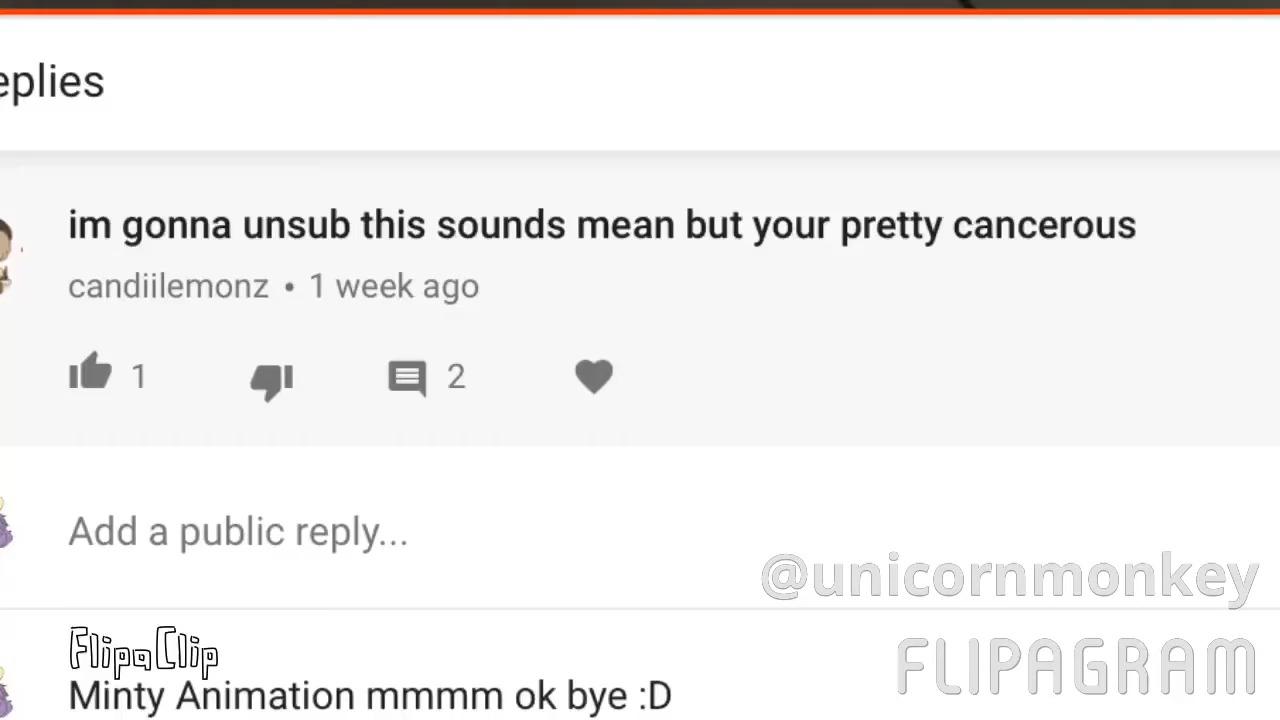 eplies
im gonna unsub this sounds mean but your pretty cancerous
candiilemonz • 1 week ago
1 2
Add a public reply...
@unicornmonkey
FlipaClip
FLIPAGRAM
Minty Animation mmmm ok bye :D